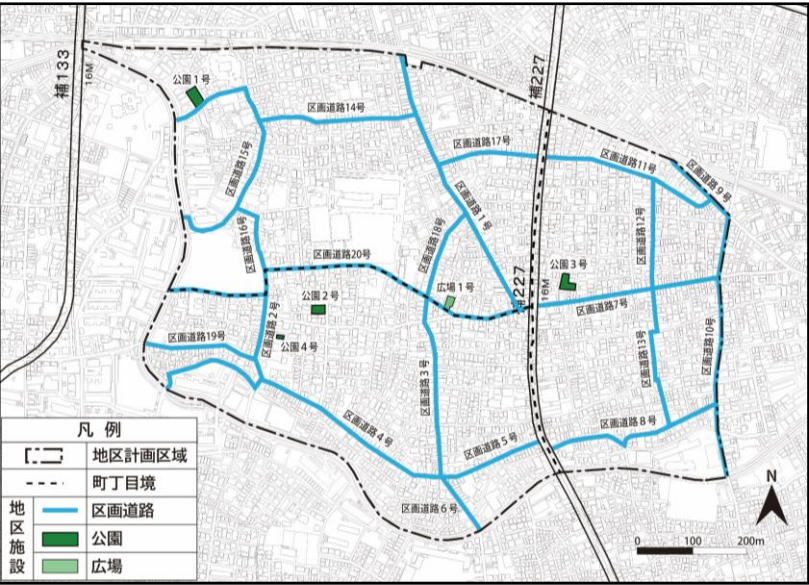 補133
16M
補227
公園1号
区画道路14号
区画道路15号
区画道路17号
区画道路11号
区画道路9号
区画道路1号
区画道路12号
区画道路16号
区画道路18号
区画道路20号
公園3号
広場1号
補227
16M
公園2号
区画道路7号
区画道路2号
公園4号
区画道路19号
区画道路3号
区画道路13号
区画道路10号
区画道路4号
区画道路5号
区画道路8号
区画道路6号
凡例
地区計画区域
町丁目境
地区施設
区画道路
公園
広場
N
0 100 200m